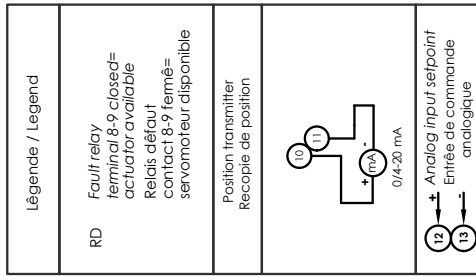 Légende / Legend
RD
Fault relay
terminal 8-9 closed=
actuator available
Relais défaut
contact 8-9 fermê=
servomoteur disponible
Position transmitter
Recopie de position
10
11
+ mA -
0/4-20 mA
12 + Analog input setpoint
13 - Entrée de commande
analogique